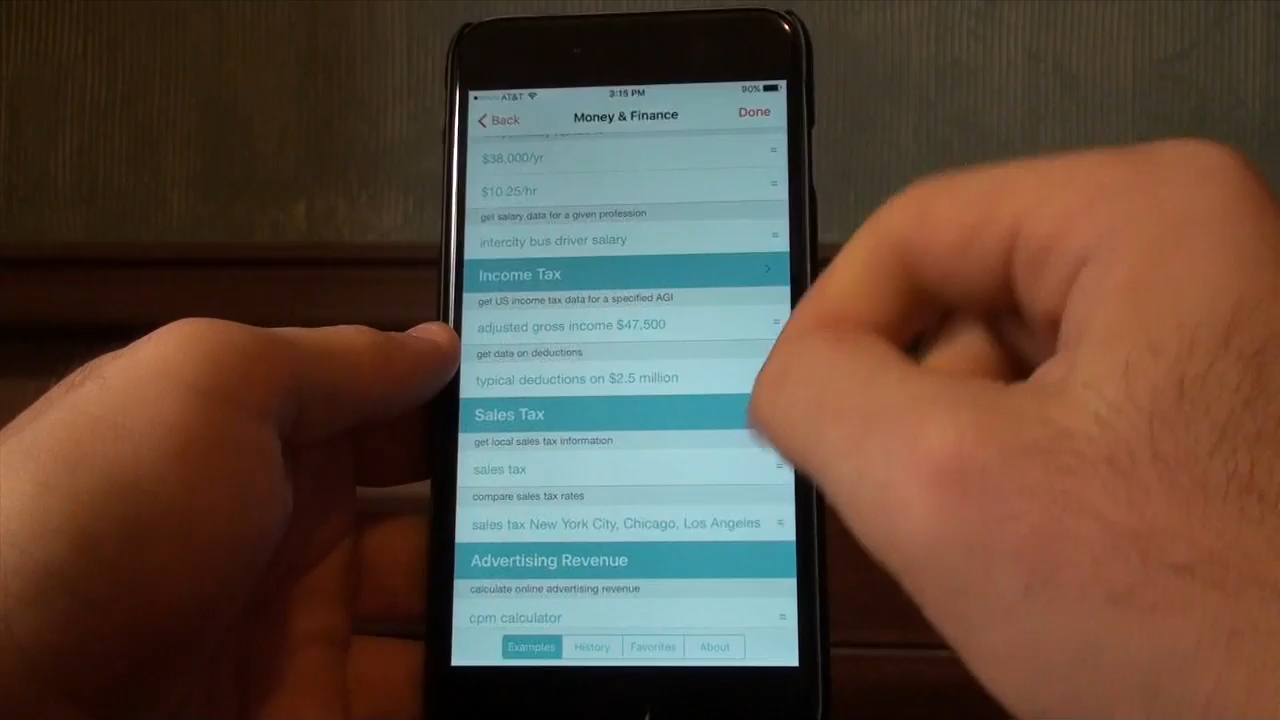 AT&T 3:15 PM 90%
Back Money & Finance Done
$38,000/yr =
$10.25/hr =
get salary data for a given profession
intercity bus driver salary =
Income Tax >
get US income tax data for a specified AGI
adjusted gross income $47,500 =
get data on deductions
typical deductions on $2.5 million
Sales Tax
get local sales tax information
sales tax =
compare sales tax rates
sales tax New York City, Chicago, Los Angeles =
Advertising Revenue
calculate online advertising revenue
cpm calculator =
Examples History Favorites About